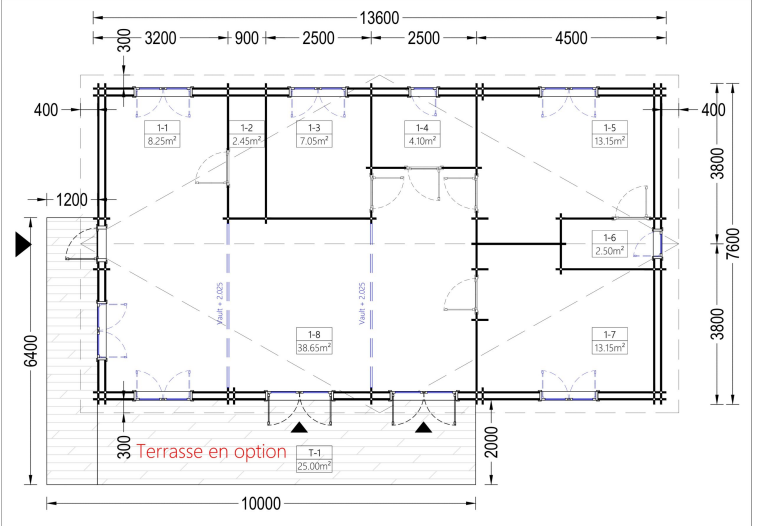 13600
3200 900 2500 2500 4500
300
400
400
1-1
8.25m²
1-2
2.45m²
1-3
7.05m²
1-4
4.10m²
1-5
13.15m²
3800
1200
1-6
2.50m²
7600
Vault + 2.025
Vault + 2.025
6400
1-8
38.65m²
1-7
13.15m²
3800
300
Terrasse en option
T-1
25.00m²
2000
10000